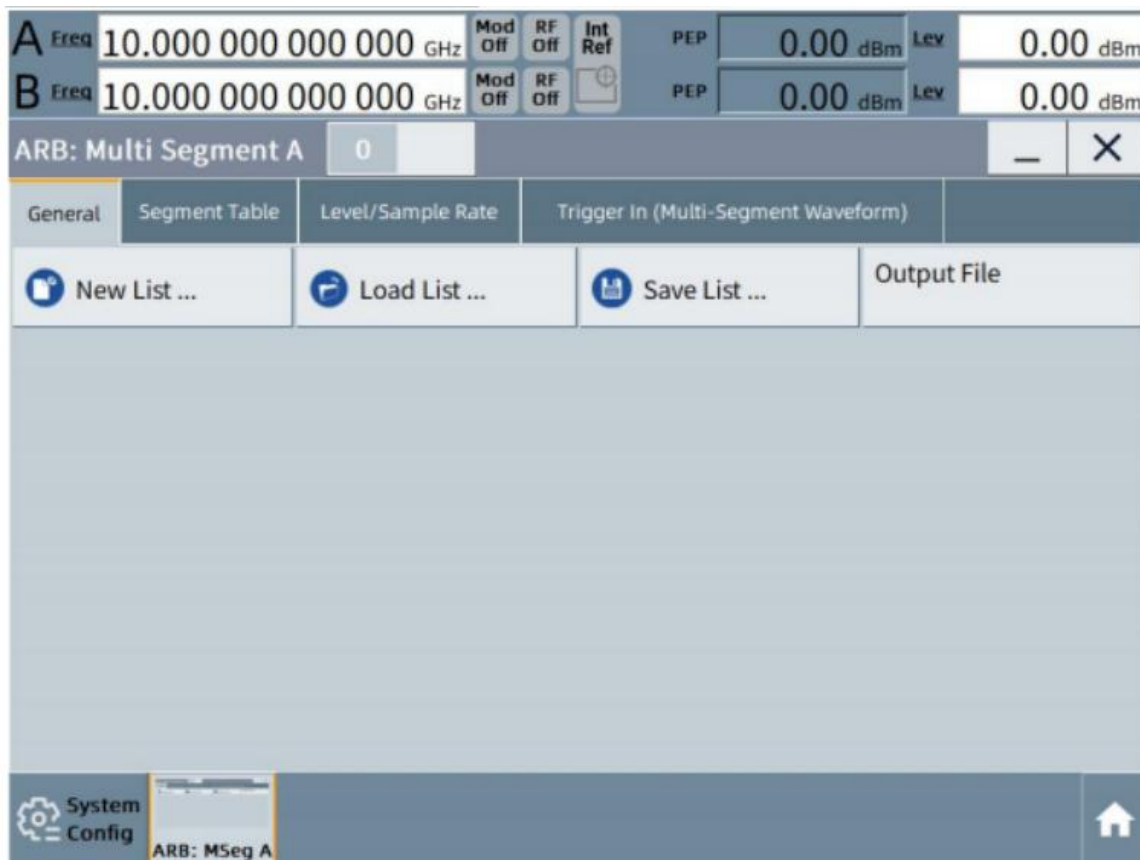 A Freq 10.000 000 000 000 GHz Mod Off RF Off Int Ref PEP 0.00 dBm Lev 0.00 dBm
B Freq 10.000 000 000 000 GHz Mod Off RF Off PEP 0.00 dBm Lev 0.00 dBm
ARB: Multi Segment A 0
General Segment Table Level/Sample Rate Trigger In (Multi-Segment Waveform)
New List ... Load List ... Save List ... Output File
System Config
ARB: MSeg A